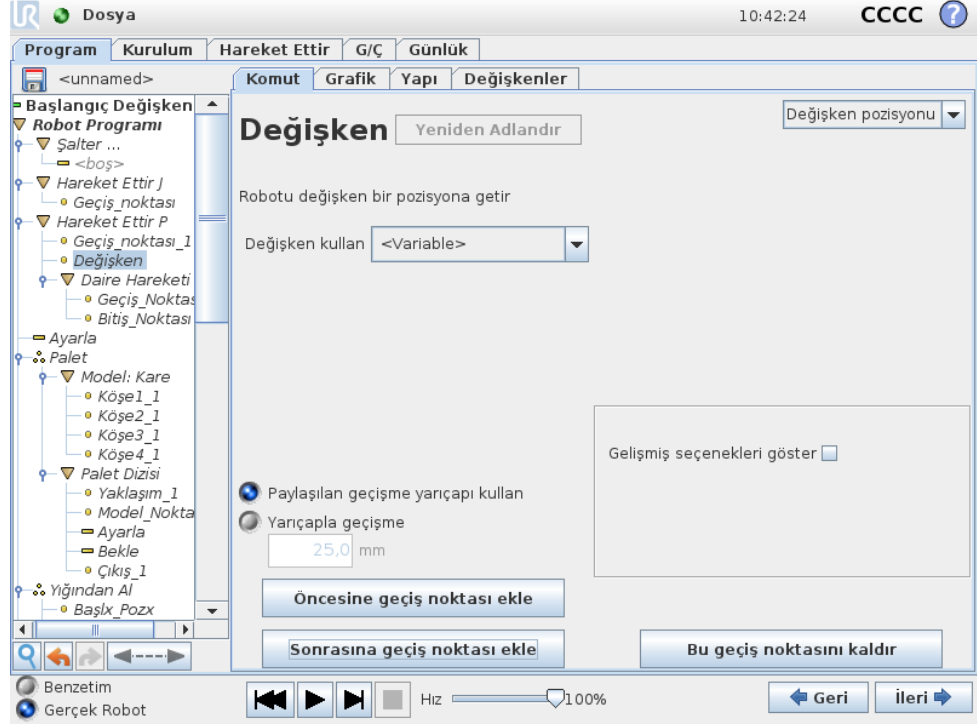 UR Dosya 10:42:24 CCCC ?
Program Kurulum Hareket Ettir G/Ç Günlük
<unnamed> Komut Grafik Yapı Değişkenler
Başlangıç Değişken
Robot Programı
Şalter ...
<boş>
Hareket Ettir J
Geçiş_noktası
Hareket Ettir P
Geçiş_noktası_1
Değişken
Daire Hareketi
Geçiş_Noktas
Bitiş_Noktası
Ayarla
Palet
Model: Kare
Köşe1_1
Köşe2_1
Köşe3_1
Köşe4_1
Palet Dizisi
Yaklaşım_1
Model_Nokta
Ayarla
Bekle
Çıkış_1
Yığından Al
Başlx_Pozx
Değişken Yeniden Adlandır Değişken pozisyonu
Robotu değişken bir pozisyona getir
Değişken kullan <Variable>
Gelişmiş seçenekleri göster
Paylaşılan geçişme yarıçapı kullan
Yarıçapla geçişme
25,0 mm
Öncesine geçiş noktası ekle
Sonrasına geçiş noktası ekle Bu geçiş noktasını kaldır
Benzetim
Gerçek Robot
Hız 100% Geri İleri